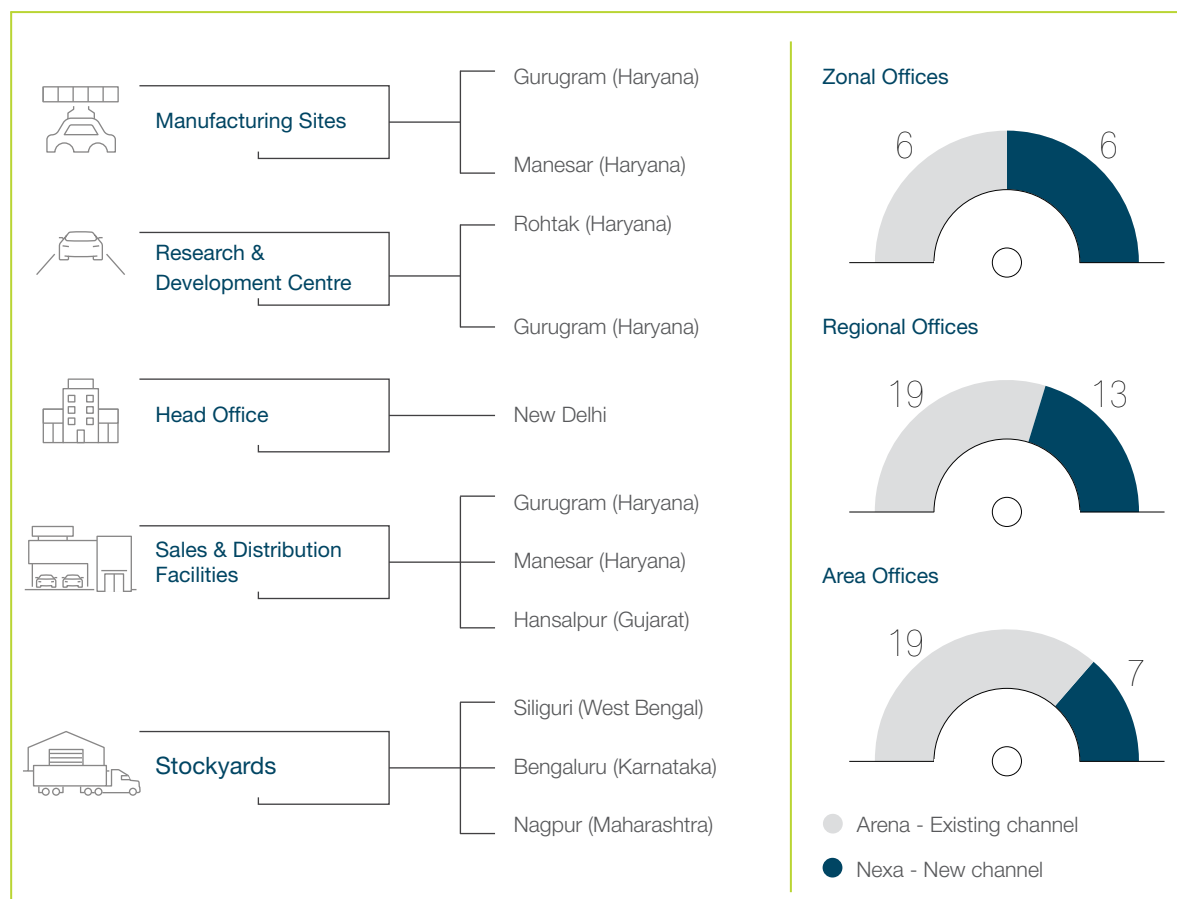 Manufacturing Sites
Gurugram (Haryana)
Manesar (Haryana)
Research &
Development Centre
Rohtak (Haryana)
Gurugram (Haryana)
Head Office
New Delhi
Sales & Distribution
Facilities
Gurugram (Haryana)
Manesar (Haryana)
Hansalpur (Gujarat)
Stockyards
Siliguri (West Bengal)
Bengaluru (Karnataka)
Nagpur (Maharashtra)
Zonal Offices
6
6
Regional Offices
19
13
Area Offices
19
7
Arena - Existing channel
Nexa - New channel